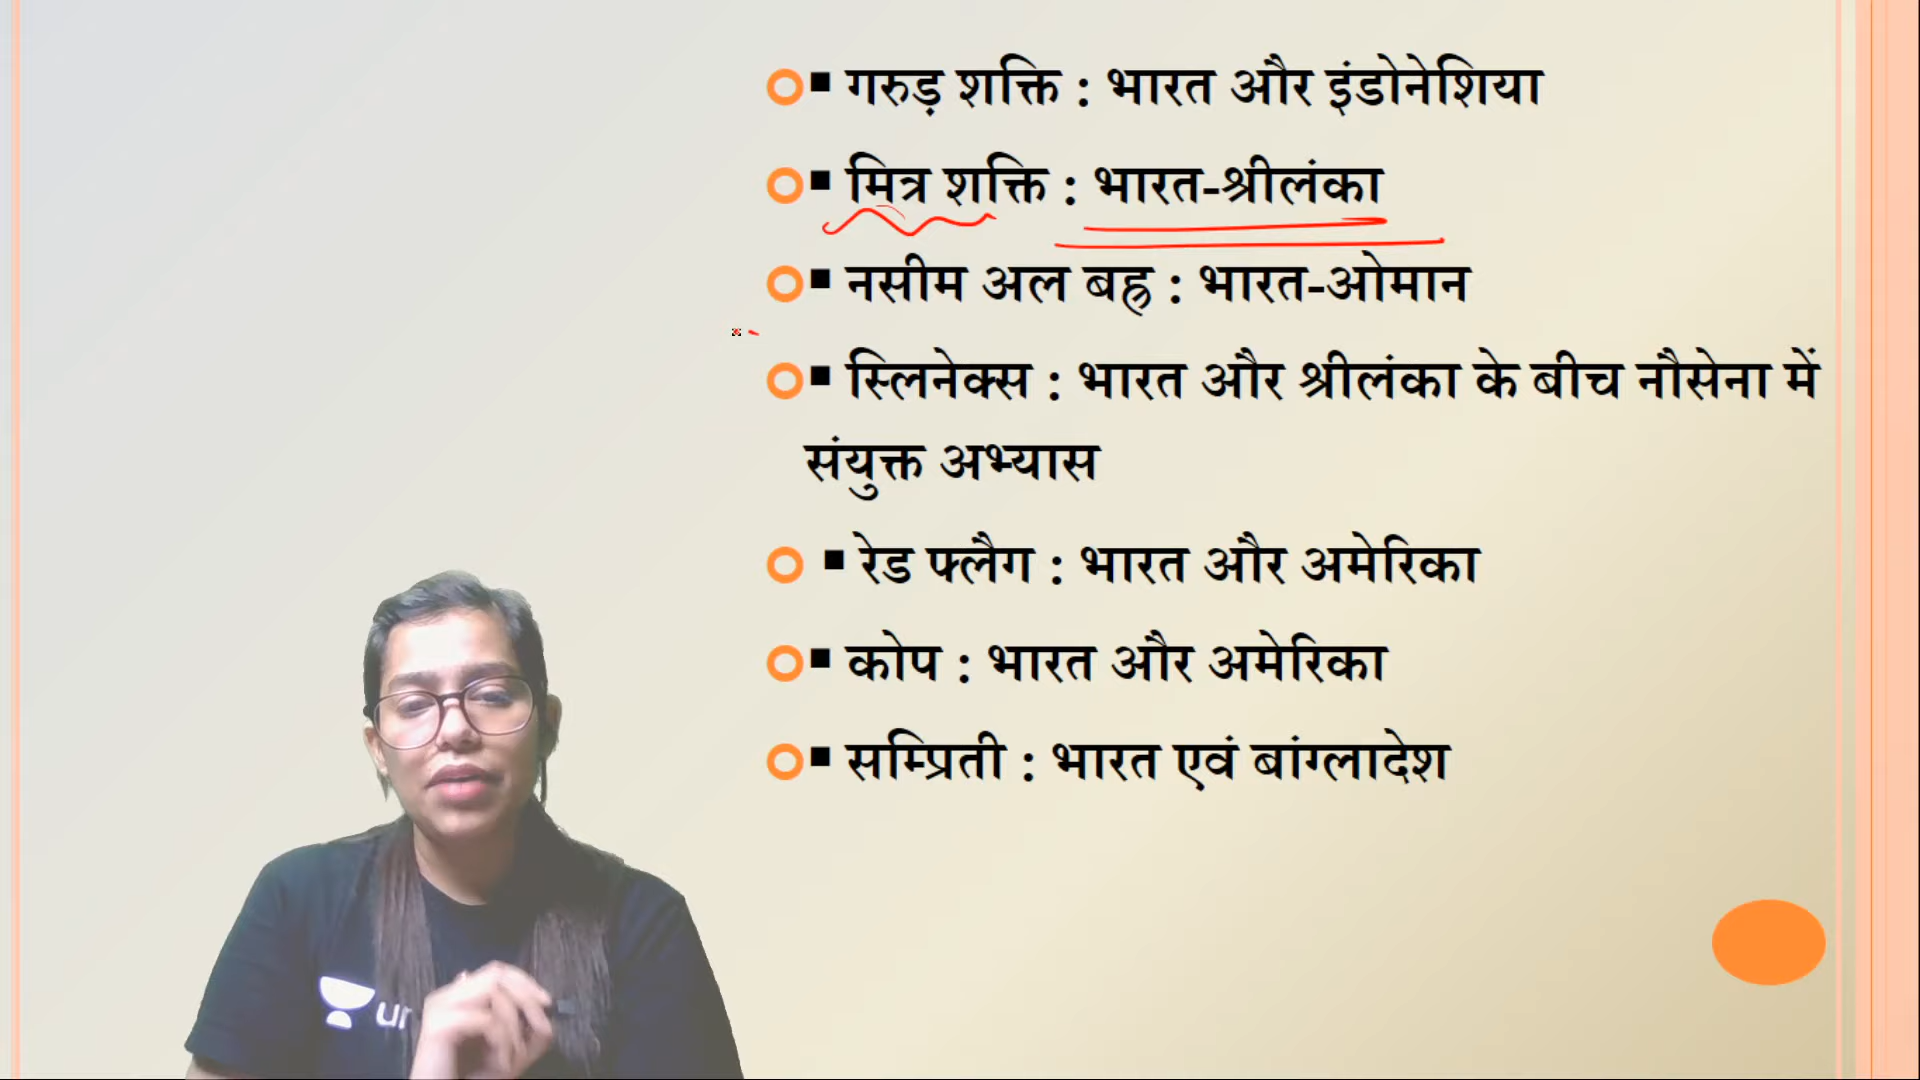 ▪ गरुड़ शक्ति : भारत और इंडोनेशिया
▪ मित्र शक्ति : भारत-श्रीलंका
▪ नसीम अल बह्र : भारत-ओमान
▪ स्लिनेक्स : भारत और श्रीलंका के बीच नौसेना में
संयुक्त अभ्यास
▪ रेड फ्लैग : भारत और अमेरिका
▪ कोप : भारत और अमेरिका
▪ सम्प्रिती : भारत एवं बांग्लादेश